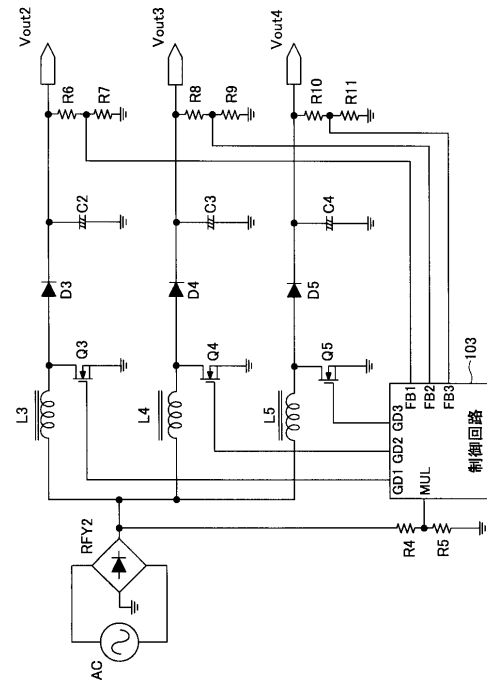 Vout2
Vout3
Vout4
R6
R7
R8
R9
R10
R11
C2
C3
C4
D3
D4
D5
Q3
Q4
Q5
L3
L4
L5
RFY2
AC
R4
R5
GD1
GD2
GD3
MUL
FB1
FB2
FB3
制御回路
103